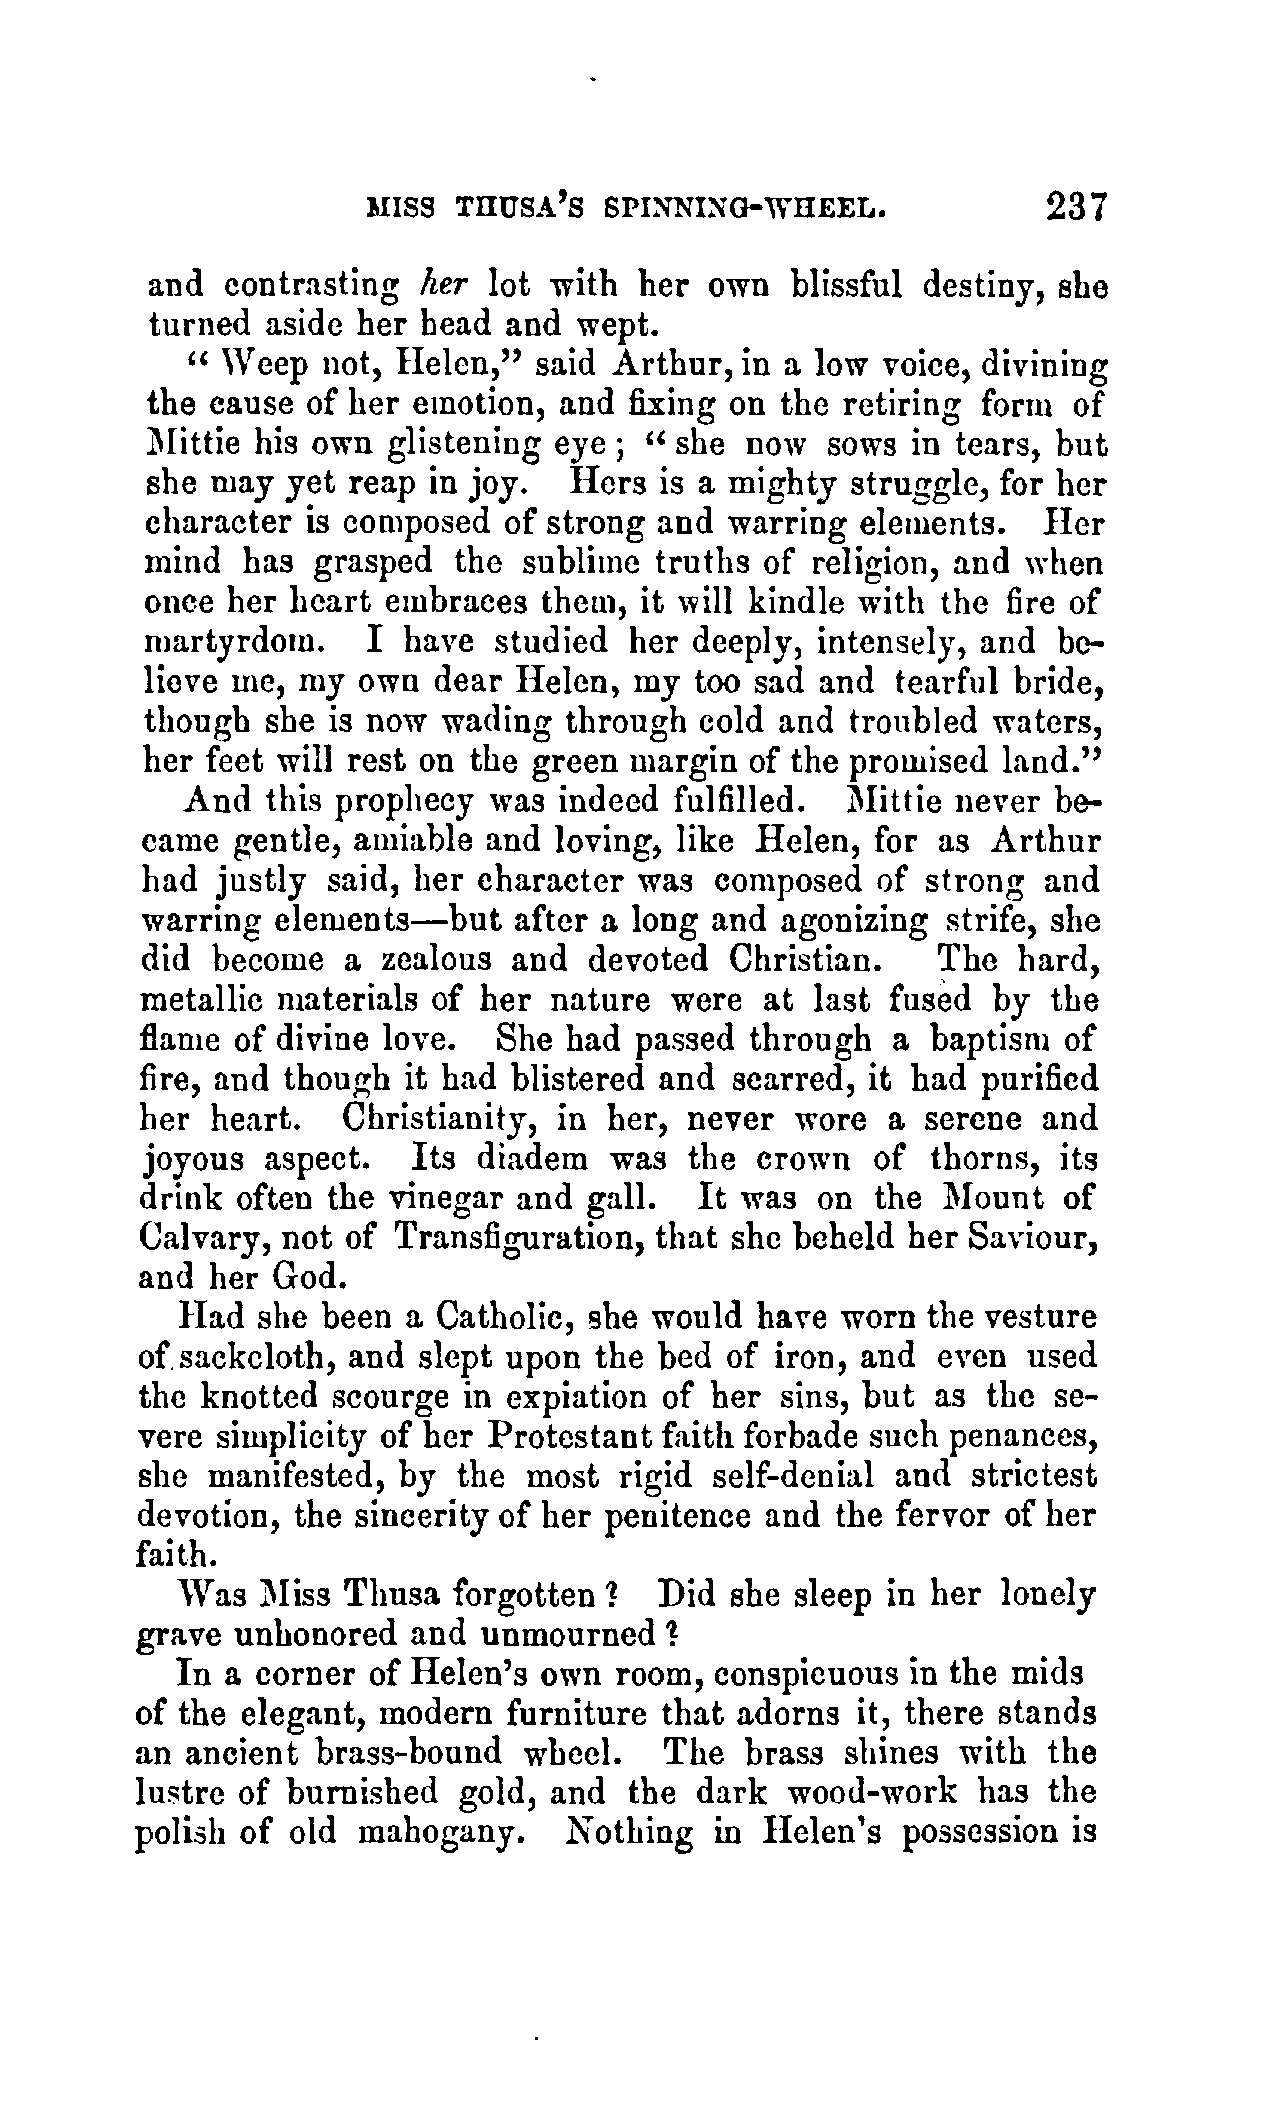 MISS THUSA'S SPINNING-WHEEL. 237
and contrasting her lot with her own blissful destiny, she
turned aside her head and wept.
" Weep not, Helen," said Arthur, in a low voice, divining
the cause of her emotion, and fixing on the retiring form of
Mittie his own glistening eye ; " she now sows in tears, but
she may yet reap in joy. Hers is a mighty struggle, for her
character is composed of strong and warring elements. Her
mind has grasped the sublime truths of religion, and when
once her heart embraces them, it will kindle with the fire of
martyrdom. I have studied her deeply, intensely, and be-
lieve me, my own dear Helen, my too sad and tearful bride,
though she is now wading through cold and troubled waters,
her feet will rest on the green margin of the promised land."
And this prophecy was indeed fulfilled. Mittie never be-
came gentle, amiable and loving, like Helen, for as Arthur
had justly said, her character was composed of strong and
warring elements—but after a long and agonizing strife, she
did become a zealous and devoted Christian. The hard,
metallic materials of her nature were at last fused by the
flame of divine love. She had passed through a baptism of
fire, and though it had blistered and scarred, it had purified
her heart. Christianity, in her, never wore a serene and
joyous aspect. Its diadem was the crown of thorns, its
drink often the vinegar and gall. It was on the Mount of
Calvary, not of Transfiguration, that she beheld her Saviour,
and her God.
Had she been a Catholic, she would have worn the vesture
of sackcloth, and slept upon the bed of iron, and even used
the knotted scourge in expiation of her sins, but as the se-
vere simplicity of her Protestant faith forbade such penances,
she manifested, by the most rigid self-denial and strictest
devotion, the sincerity of her penitence and the fervor of her
faith.
Was Miss Thusa forgotten ? Did she sleep in her lonely
grave unhonored and unmourned ?
In a corner of Helen's own room, conspicuous in the mids
of the elegant, modern furniture that adorns it, there stands
an ancient brass-bound wheel. The brass shines with the
lustre of burnished gold, and the dark wood-work has the
polish of old mahogany. Nothing in Helen's possession is